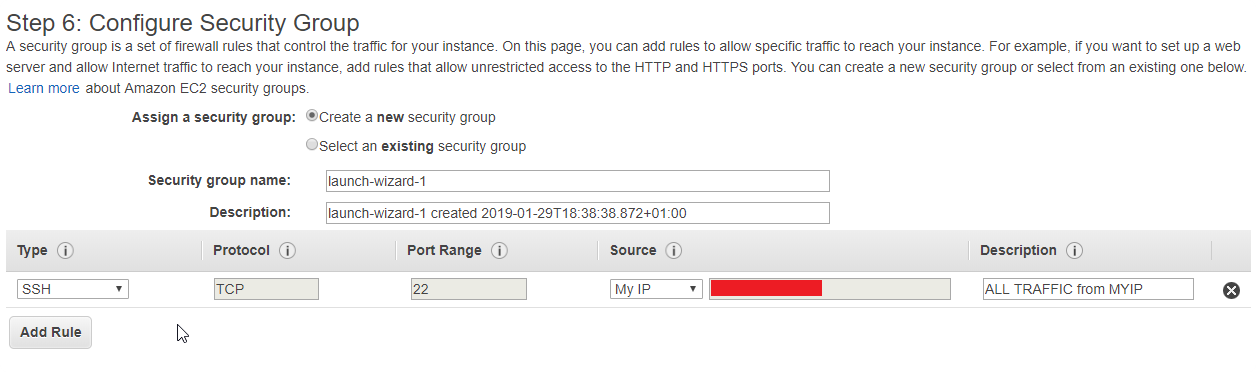 Step 6: Configure Security Group
A security group is a set of firewall rules that control the traffic for your instance. On this page, you can add rules to allow specific traffic to reach your instance. For example, if you want to set up a web
server and allow Internet traffic to reach your instance, add rules that allow unrestricted access to the HTTP and HTTPS ports. You can create a new security group or select from an existing one below.
Learn more about Amazon EC2 security groups.
Assign a security group: Create a new security group
Select an existing security group
Security group name: launch-wizard-1
Description: launch-wizard-1 created 2019-01-29T18:38:38.872+01:00
Type i Protocol i Port Range i Source i Description i
SSH TCP 22 My IP ALL TRAFFIC from MYIP
Add Rule